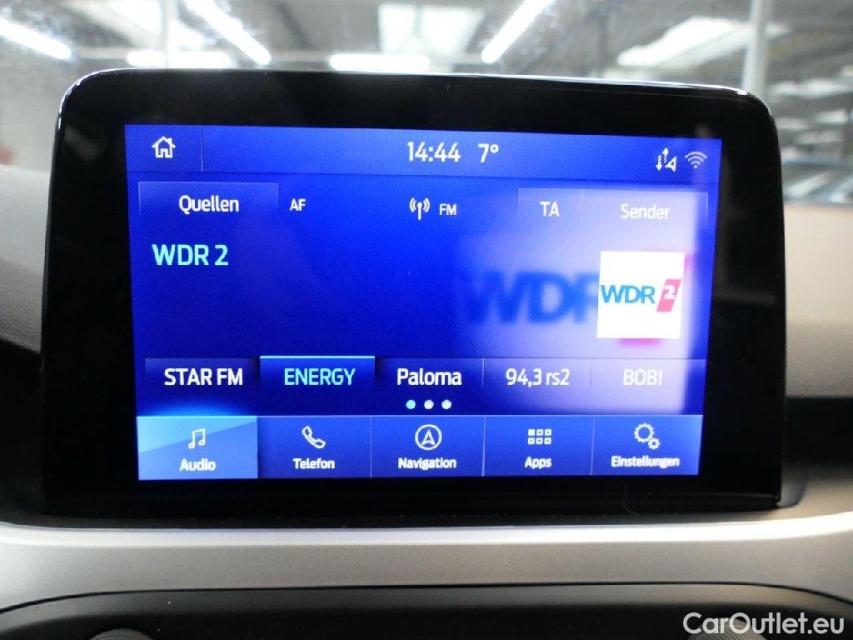 14:44 7°
Quellen AF FM TA Sender
WDR 2
WDR
WDR 2
STAR FM ENERGY Paloma 94,3 rs2 BOB!
Audio Telefon Navigation Apps Einstellungen
CarOutlet.eu